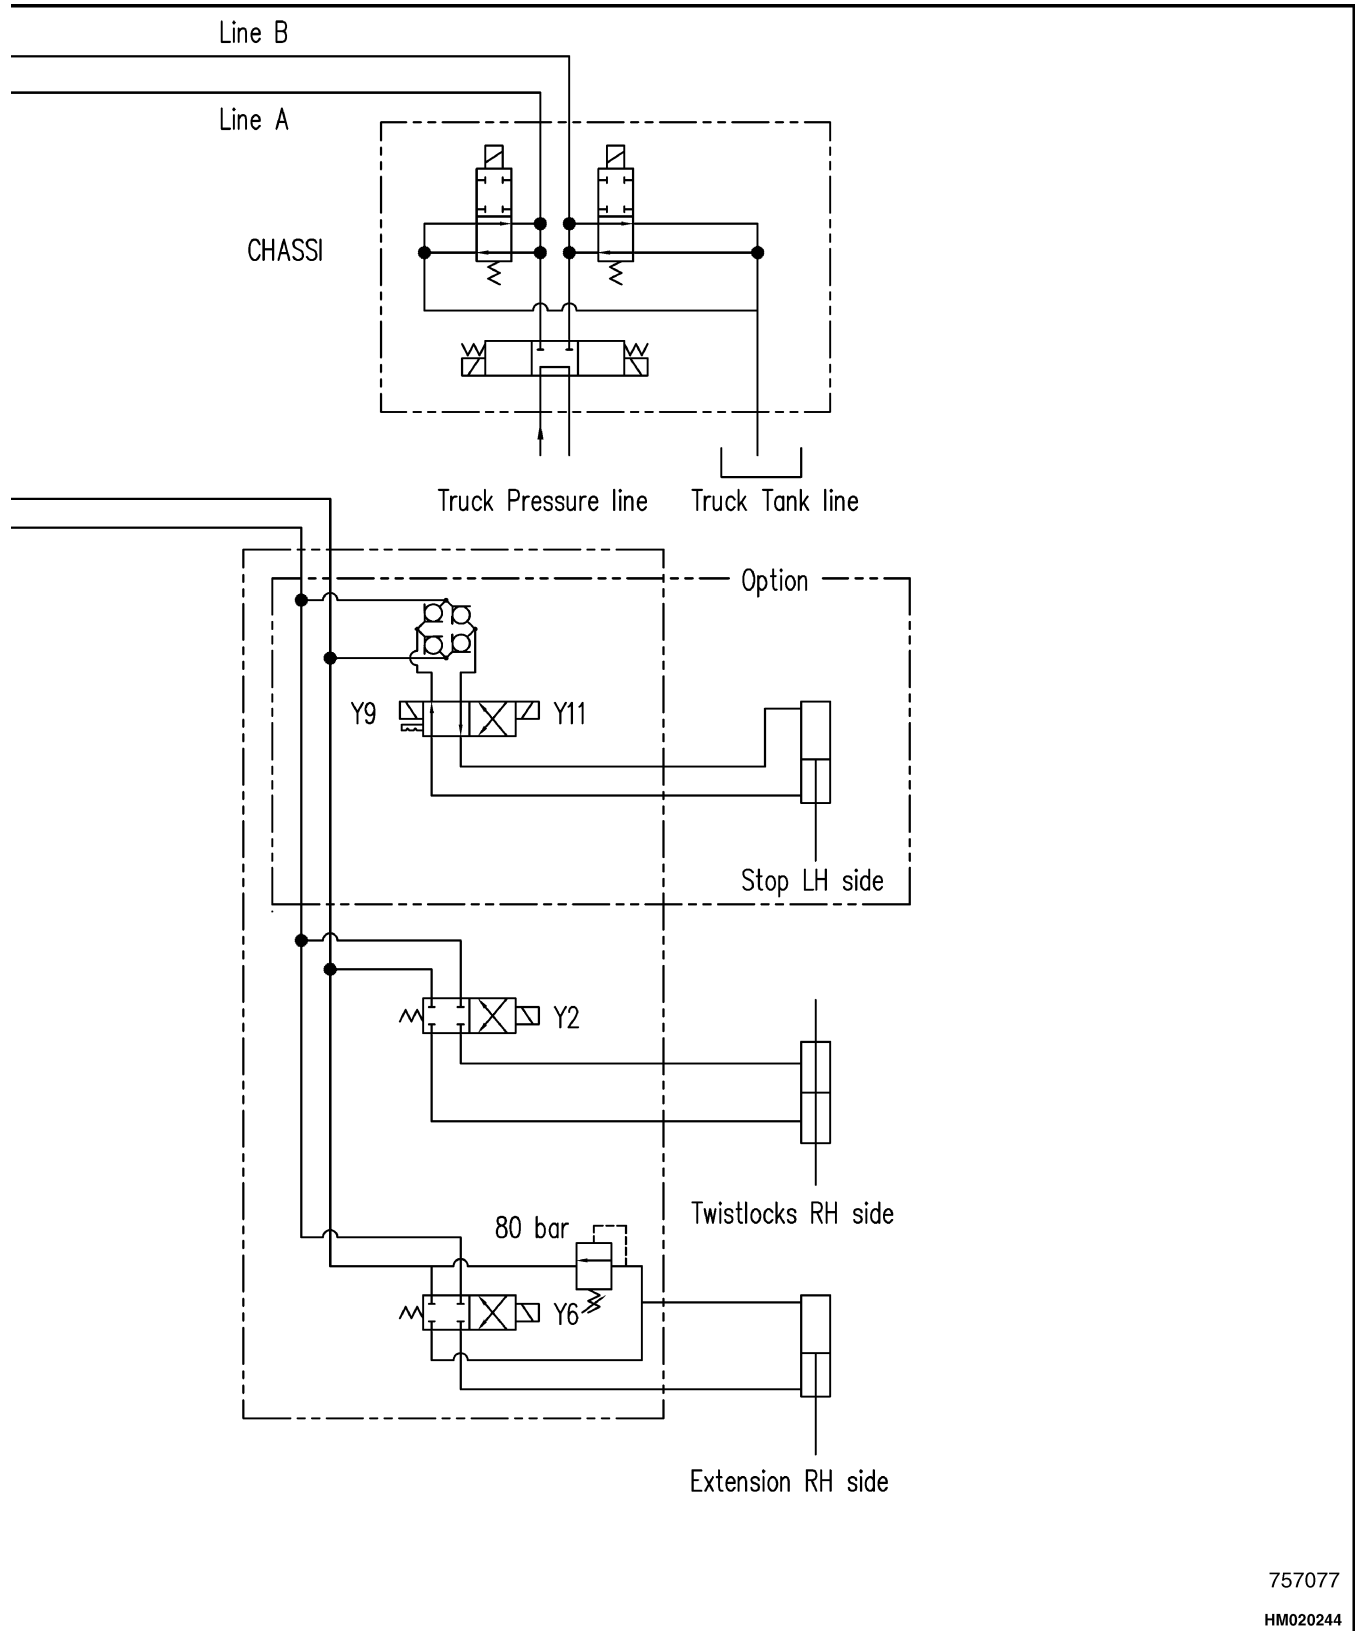 Line B
Line A
CHASSI
Truck Pressure line
Truck Tank line
Option
Y9
Y11
Stop LH side
Y2
Twistlocks RH side
80 bar
Y6
Extension RH side
757077
HM020244